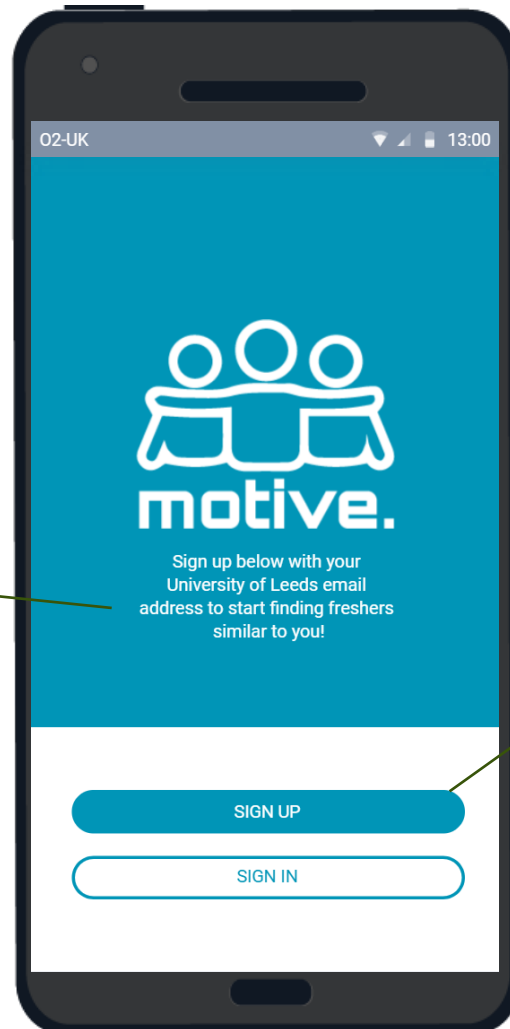 O2-UK 13:00
motive.
Sign up below with your
University of Leeds email
address to start finding freshers
similar to you!
SIGN UP
SIGN IN